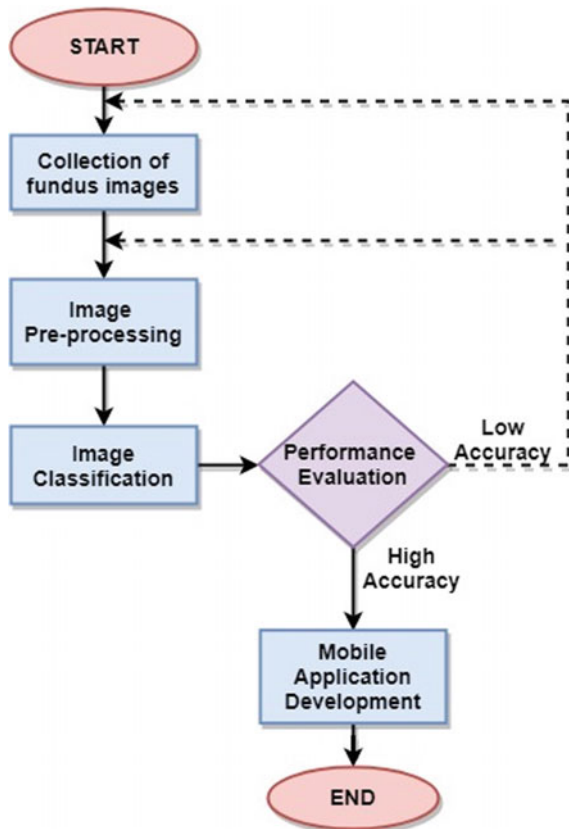 START
Collection of
fundus images
Image
Pre-processing
Image
Classification
Performance
Evaluation
Low
Accuracy
High
Accuracy
Mobile
Application
Development
END